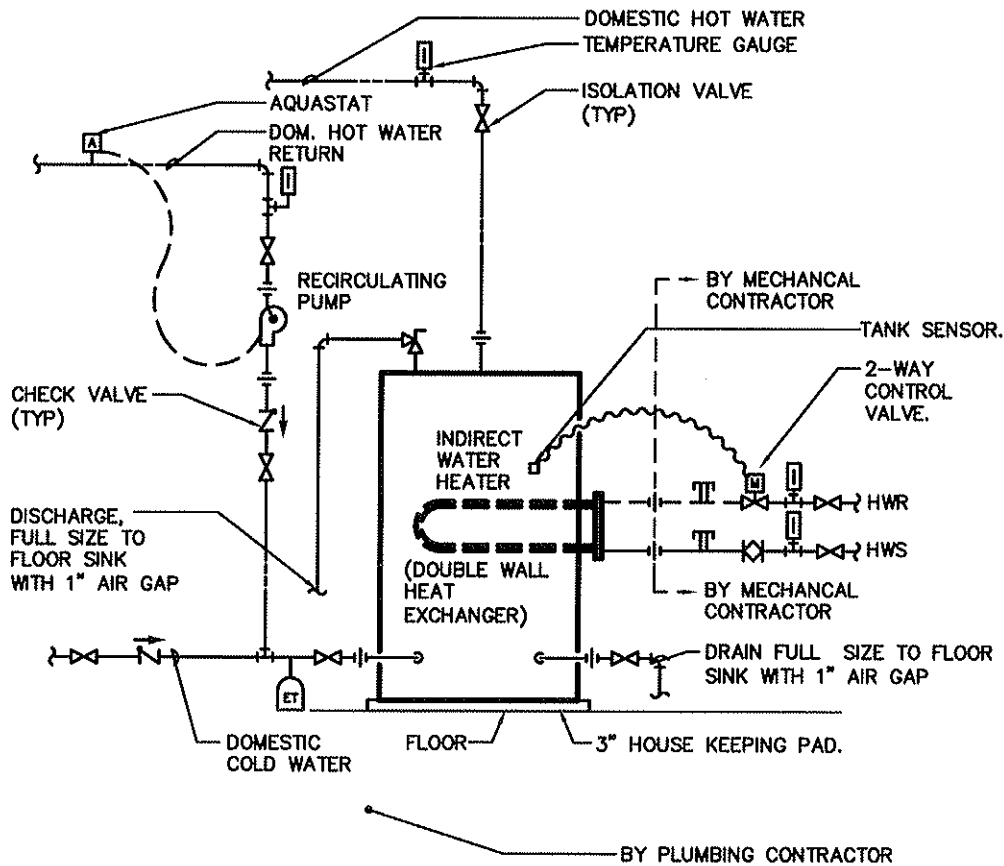 DOMESTIC HOT WATER
TEMPERATURE GAUGE
ISOLATION VALVE
(TYP)
AQUASTAT
A
DOM. HOT WATER
RETURN
RECIRCULATING
PUMP
BY MECHANCAL
CONTRACTOR
TANK SENSOR.
2-WAY
CONTROL
VALVE.
CHECK VALVE
(TYP)
INDIRECT
WATER
HEATER
M
HWR
HWS
DISCHARGE,
FULL SIZE TO
FLOOR SINK
WITH 1" AIR GAP
(DOUBLE WALL
HEAT
EXCHANGER)
BY MECHANCAL
CONTRACTOR
DRAIN FULL SIZE TO FLOOR
SINK WITH 1" AIR GAP
ET
DOMESTIC
COLD WATER
FLOOR
3" HOUSE KEEPING PAD.
BY PLUMBING CONTRACTOR